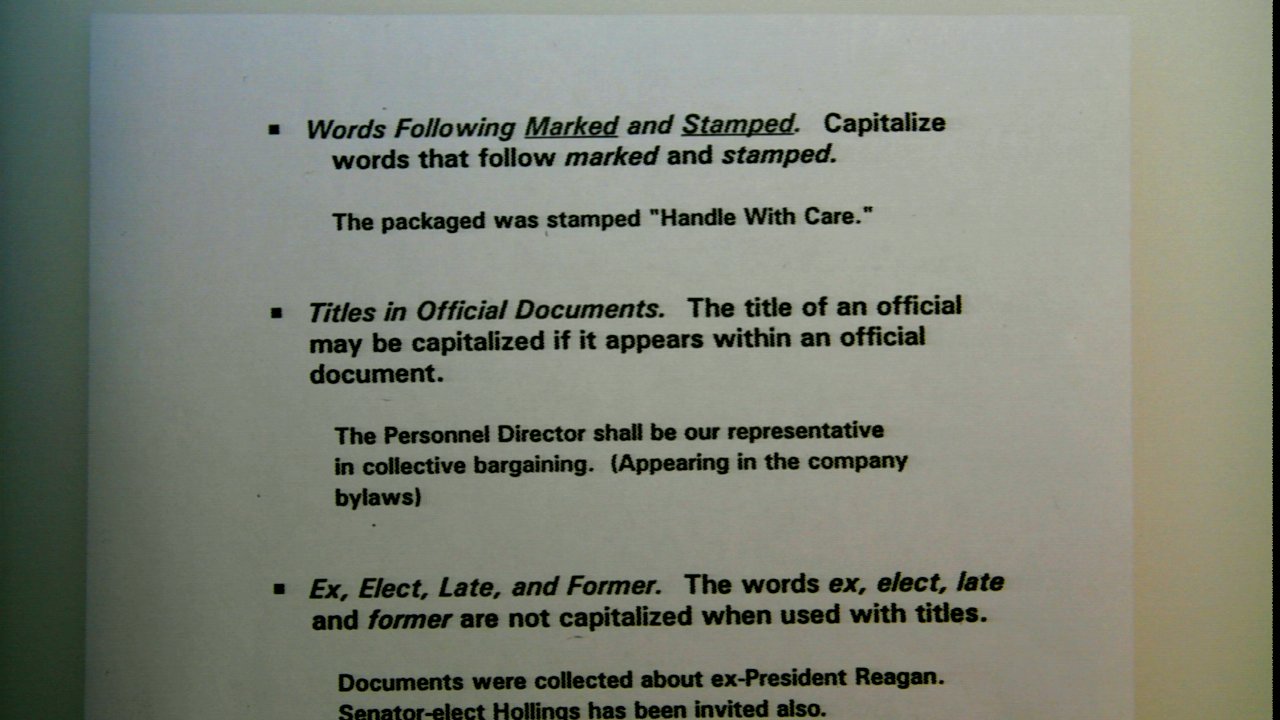 ▪ Words Following Marked and Stamped. Capitalize
words that follow marked and stamped.
The packaged was stamped "Handle With Care."
▪ Titles in Official Documents. The title of an official
may be capitalized if it appears within an official
document.
The Personnel Director shall be our representative
in collective bargaining. (Appearing in the company
bylaws)
▪ Ex, Elect, Late, and Former. The words ex, elect, late
and former are not capitalized when used with titles.
Documents were collected about ex-President Reagan.
Senator-elect Hollings has been invited also.